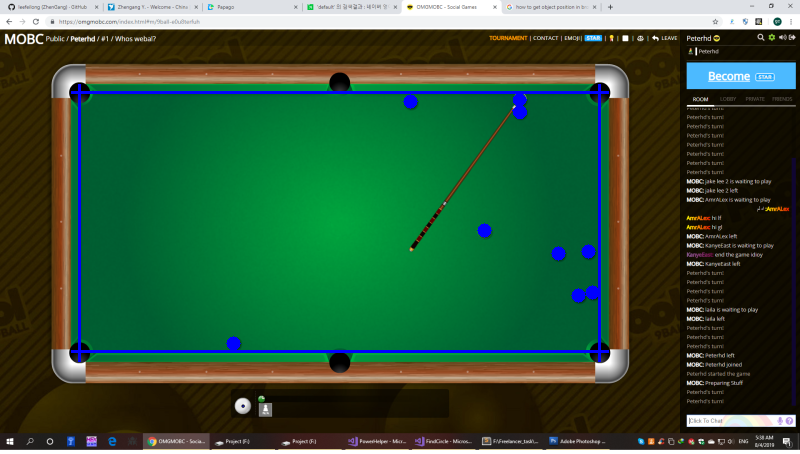 leefeilong (ZhenGang) · GitHub
Zhengang Y. - Welcome - China
Papago
'default' 의 검색결과 : 네이버 영
OMGMOBC - Social Games
how to get object position in br
https://omgmobc.com/index.html#m/9ball-e0u9terfuh
MOBC Public / Peterhd / #1 / Whos webal?
TOURNAMENT | CONTACT | EMOJI | STAR
LEAVE
Peterhd
Peterhd
Become STAR
ROOM LOBBY PRIVATE FRIENDS
Peterhd's turn!
Peterhd's turn!
Peterhd's turn!
Peterhd's turn!
Peterhd's turn!
Peterhd's turn!
Peterhd's turn!
Peterhd's turn!
MOBC: jake lee 2 is waiting to play
MOBC: jake lee 2 left
MOBC: AmrALex is waiting to play
:AmrALex
AmrALex: hi lf
AmrALex: hi gl
MOBC: AmrALex left
MOBC: KanyeEast is waiting to play
KanyeEast: end the game idioy
MOBC: KanyeEast left
Peterhd's turn!
Peterhd's turn!
Peterhd's turn!
MOBC: laila is waiting to play
MOBC: laila left
Peterhd's turn!
Peterhd's turn!
Peterhd's turn!
MOBC: Peterhd left
MOBC: Peterhd joined
Peterhd started the game
MOBC: Preparing Stuff
Peterhd's turn!
Peterhd's turn!
Click To Chat
OMGMOBC - Social...
Project (F:)
Project (F:)
PowerHelper - Micr...
FindCircle - Micros...
F:\Freelancer_task\...
Adobe Photoshop ...
ENG
5:38 AM
9/4/2019